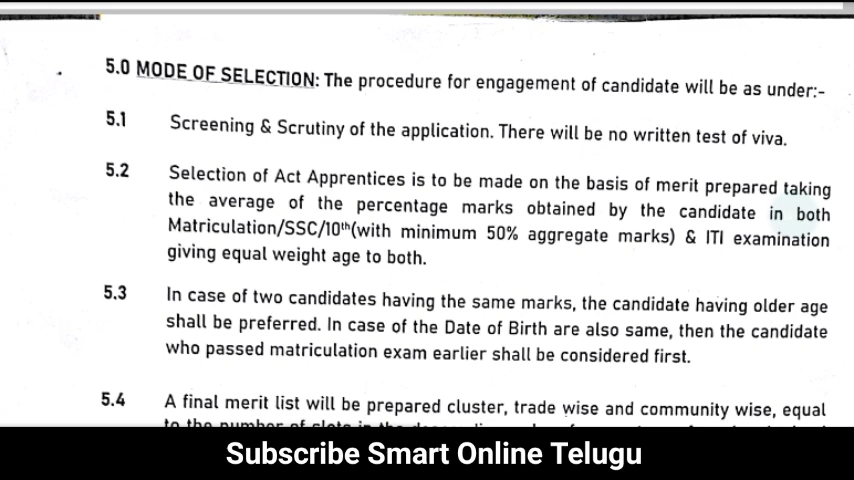 5.0 MODE OF SELECTION: The procedure for engagement of candidate will be as under:-
5.1 Screening & Scrutiny of the application. There will be no written test of viva.
5.2 Selection of Act Apprentices is to be made on the basis of merit prepared taking
the average of the percentage marks obtained by the candidate in both
Matriculation/SSC/10th(with minimum 50% aggregate marks) & ITI examination
giving equal weight age to both.
5.3 In case of two candidates having the same marks, the candidate having older age
shall be preferred. In case of the Date of Birth are also same, then the candidate
who passed matriculation exam earlier shall be considered first.
5.4 A final merit list will be prepared cluster, trade wise and community wise, equal
to the number of slots in the
Subscribe Smart Online Telugu